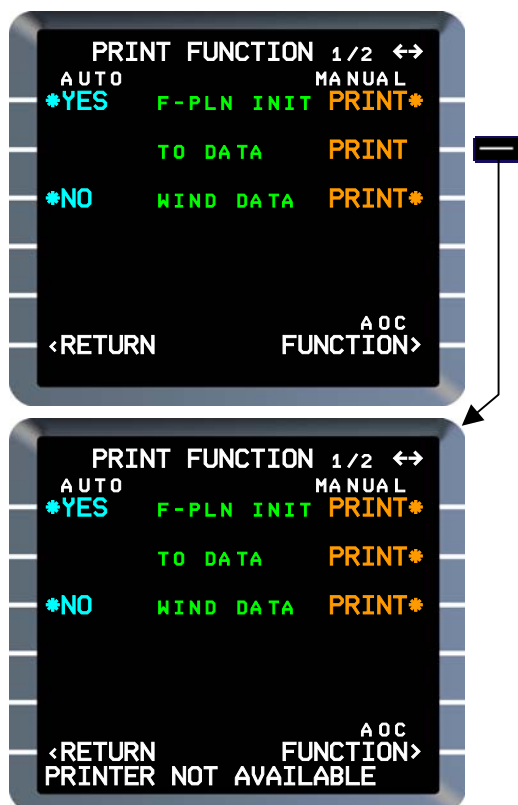 PRINT FUNCTION 1/2 ↔
AUTO MANUAL
*YES F-PLN INIT PRINT*
TO DATA PRINT
*NO WIND DATA PRINT*
AOC
<RETURN FUNCTION>
PRINT FUNCTION 1/2 ↔
AUTO MANUAL
*YES F-PLN INIT PRINT*
TO DATA PRINT*
*NO WIND DATA PRINT*
AOC
<RETURN FUNCTION>
PRINTER NOT AVAILABLE